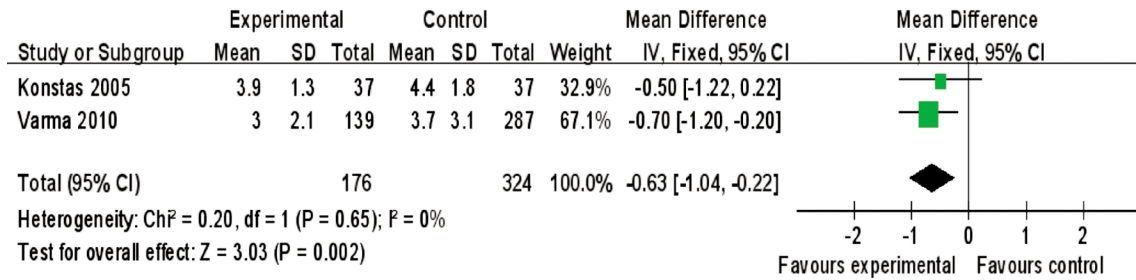 Experimental Control Mean Difference Mean Difference
Study or Subgroup Mean SD Total Mean SD Total Weight IV, Fixed, 95% CI IV, Fixed, 95% CI
Konstas 2005 3.9 1.3 37 4.4 1.8 37 32.9% -0.50 [-1.22, 0.22]
Varma 2010 3 2.1 139 3.7 3.1 287 67.1% -0.70 [-1.20, -0.20]
Total (95% CI) 176 324 100.0% -0.63 [-1.04, -0.22]
Heterogeneity: Chi² = 0.20, df = 1 (P = 0.65); I² = 0%
Test for overall effect: Z = 3.03 (P = 0.002)
-2 -1 0 1 2
Favours experimental Favours control